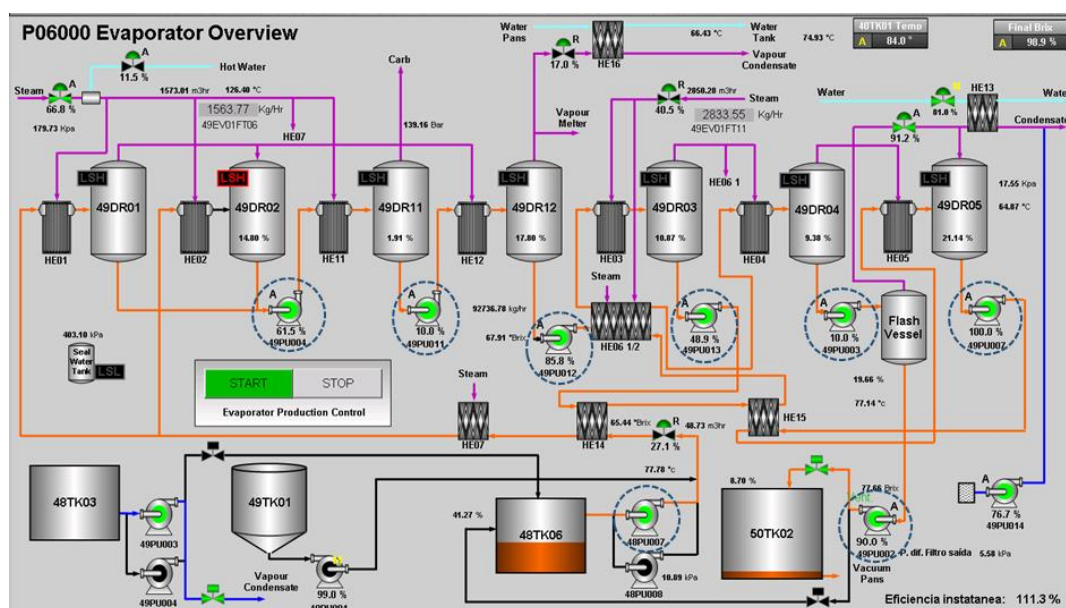 P06000 Evaporator Overview
Water Pans
66.43 °C
Water Tank
74.93 °C
40TK01 Temp
A 84.0 °
Final Brix
A 98.9 %
A
11.5 %
Hot Water
Carb
R
17.0 %
HE16
Vapour Condensate
Steam
A
66.8 %
1573.01 m3hr
126.40 °C
1563.77 Kg/Hr
49EV01FT06
HE07
179.73 Kpa
139.16 Bar
Vapour Melter
R
40.5 %
2850.28 m3hr
Steam
2833.55 Kg/Hr
49EV01FT11
Water
81.0 %
HE13
Water
A
91.2 %
Condensate
LSH
49DR01
HE01
LSH
49DR02
14.80 %
HE02
LSH
49DR11
1.91 %
HE11
LSH
49DR12
17.80 %
HE12
LSH
49DR03
10.87 %
HE03
HE06 1
LSH
49DR04
9.38 %
HE04
LSH
49DR05
21.14 %
HE05
17.55 Kpa
64.87 °C
A
61.5 %
49PU004
A
10.0 %
49PU011
92736.78 kg/hr
67.91 °Brix
A
85.8 %
49PU012
Steam
HE06 1/2
A
48.9 %
49PU013
A
10.0 %
49PU003
Flash Vessel
19.66 %
77.14 °c
A
100.0 %
49PU007
403.10 kPa
Seal Water Tank
LSL
START
STOP
Evaporator Production Control
Steam
HE07
HE14
65.44 °Brix
R
27.1 %
48.73 m3hr
HE15
77.78 °c
48TK03
A
49PU003
A
49PU004
Vapour Condensate
49TK01
99.0 %
41.27 %
48TK06
A
48PU007
10.89 kPa
48PU008
8.70 %
50TK02
77.66 Brix
A
90.0 %
49PU002
Vacuum Pans
P. dif. Filtro saída
5.58 kPa
A
76.7 %
49PU014
Eficiencia instatanea: 111.3 %